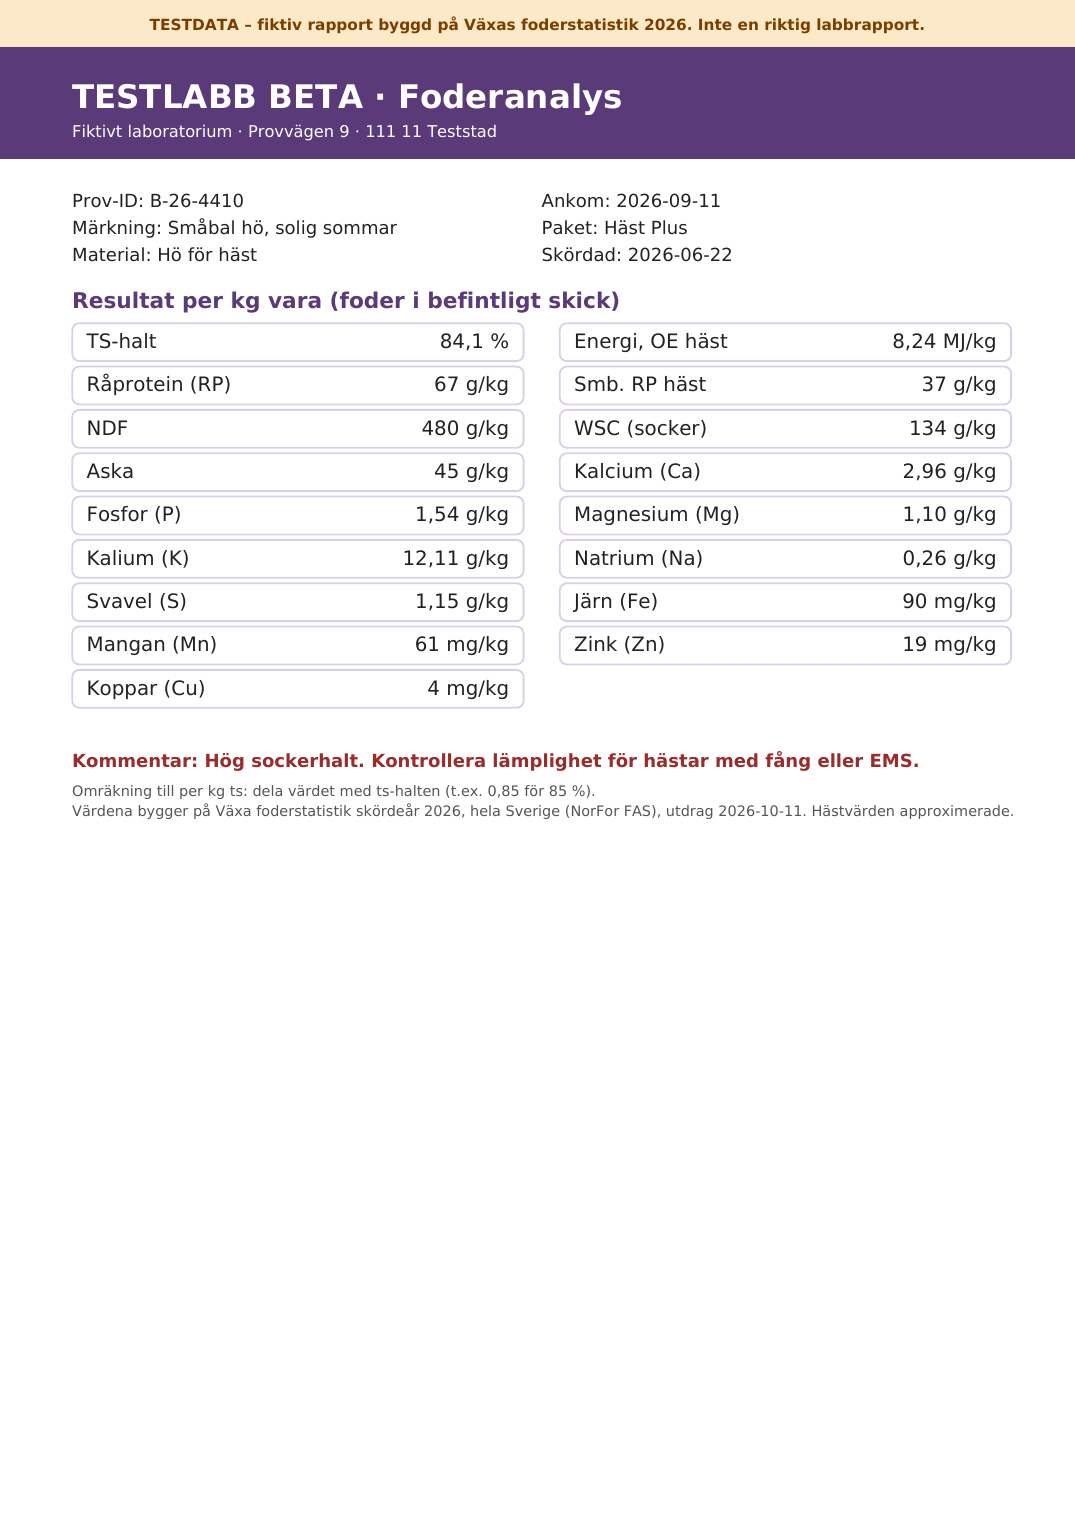 TESTDATA – fiktiv rapport byggd på Växas foderstatistik 2026. Inte en riktig labbrapport.
TESTLABB BETA · Foderanalys
Fiktivt laboratorium · Provvägen 9 · 111 11 Teststad
Prov-ID: B-26-4410 Ankom: 2026-09-11
Märkning: Småbal hö, solig sommar Paket: Häst Plus
Material: Hö för häst Skördad: 2026-06-22
Resultat per kg vara (foder i befintligt skick)
TS-halt 84,1 % Energi, OE häst 8,24 MJ/kg
Råprotein (RP) 67 g/kg Smb. RP häst 37 g/kg
NDF 480 g/kg WSC (socker) 134 g/kg
Aska 45 g/kg Kalcium (Ca) 2,96 g/kg
Fosfor (P) 1,54 g/kg Magnesium (Mg) 1,10 g/kg
Kalium (K) 12,11 g/kg Natrium (Na) 0,26 g/kg
Svavel (S) 1,15 g/kg Järn (Fe) 90 mg/kg
Mangan (Mn) 61 mg/kg Zink (Zn) 19 mg/kg
Koppar (Cu) 4 mg/kg
Kommentar: Hög sockerhalt. Kontrollera lämplighet för hästar med fång eller EMS.
Omräkning till per kg ts: dela värdet med ts-halten (t.ex. 0,85 för 85 %).
Värdena bygger på Växa foderstatistik skördeår 2026, hela Sverige (NorFor FAS), utdrag 2026-10-11. Hästvärden approximerade.